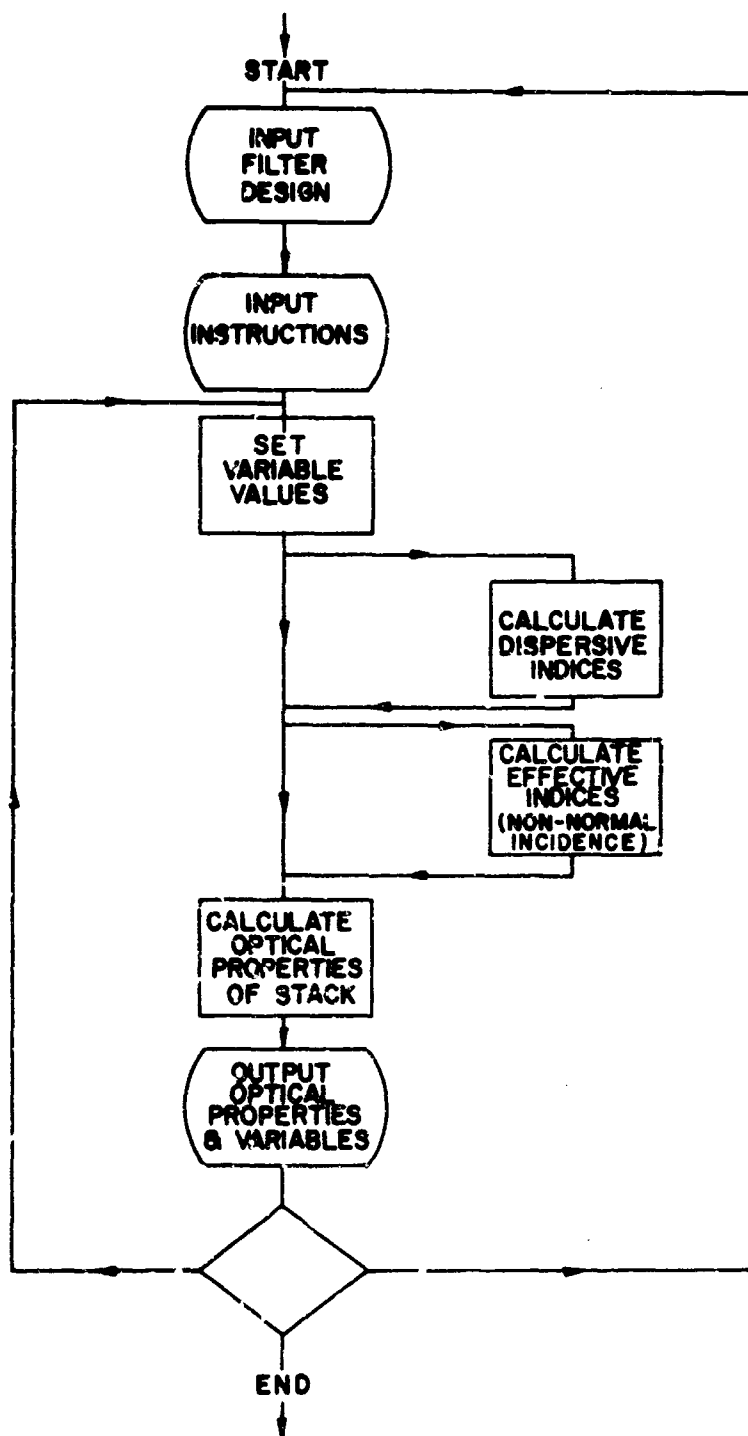 START
INPUT
FILTER
DESIGN
INPUT
INSTRUCTIONS
SET
VARIABLE
VALUES
CALCULATE
DISPERSIVE
INDICES
CALCULATE
EFFECTIVE
INDICES
(NON-NORMAL
INCIDENCE)
CALCULATE
OPTICAL
PROPERTIES
OF STACK
OUTPUT
OPTICAL
PROPERTIES
& VARIABLES
END